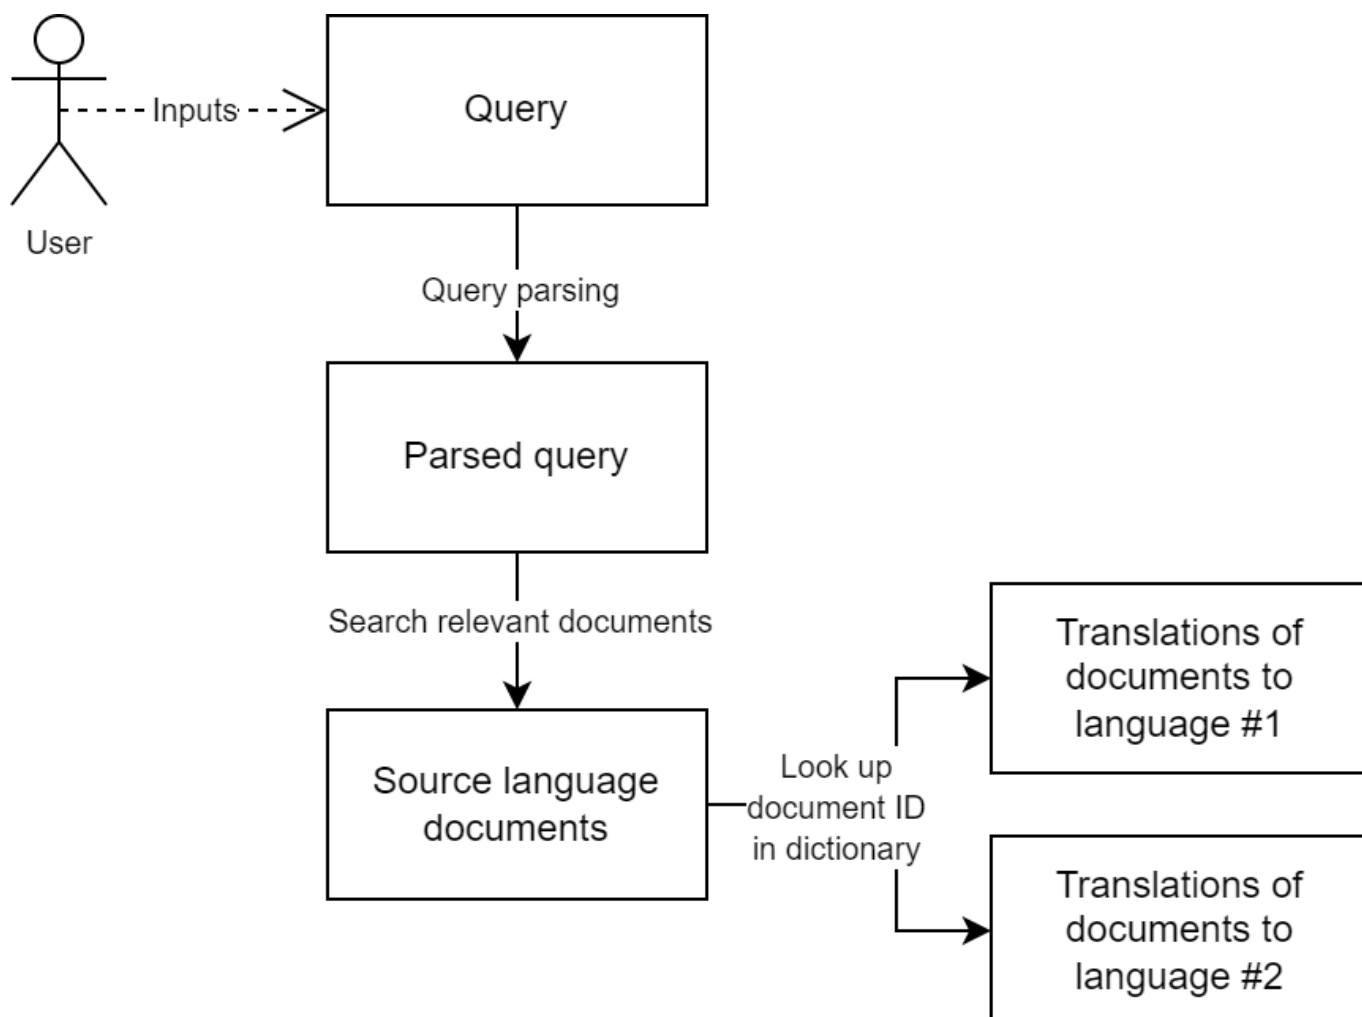 Inputs
Query
User
Query parsing
Parsed query
Search relevant documents
Source language
documents
Look up
document ID
in dictionary
Translations of
documents to
language #1
Translations of
documents to
language #2